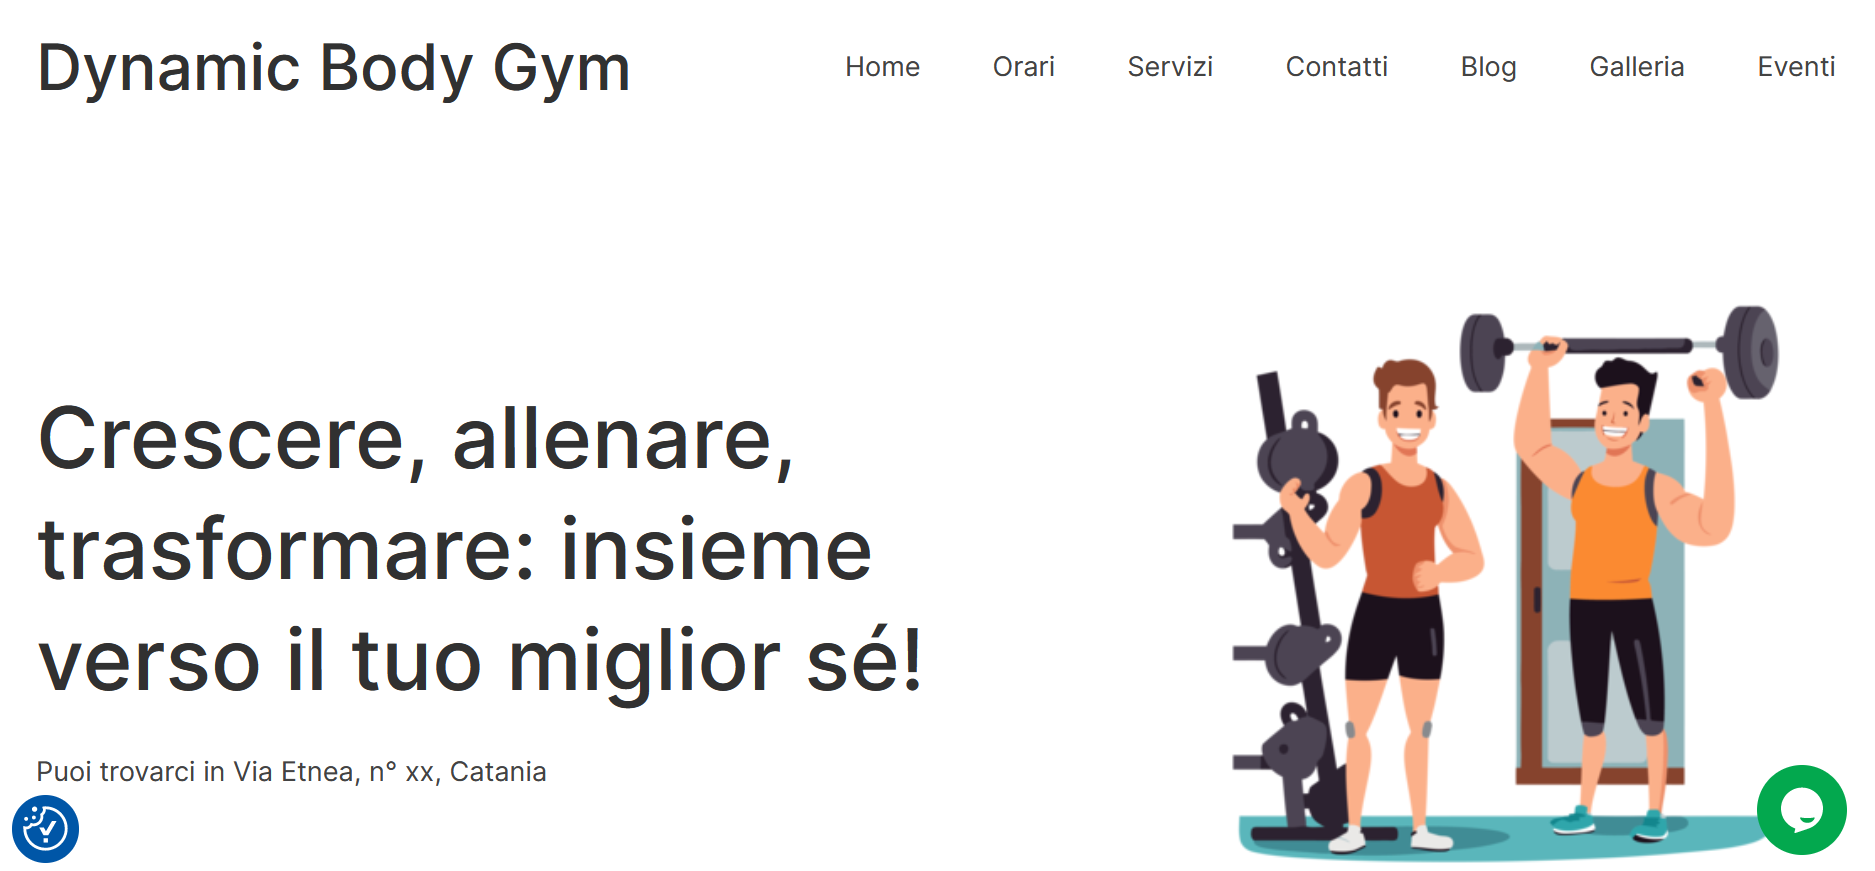 Dynamic Body Gym
Home Orari Servizi Contatti Blog Galleria Eventi
Crescere, allenare,
trasformare: insieme
verso il tuo miglior sé!
Puoi trovarci in Via Etnea, n° xx, Catania